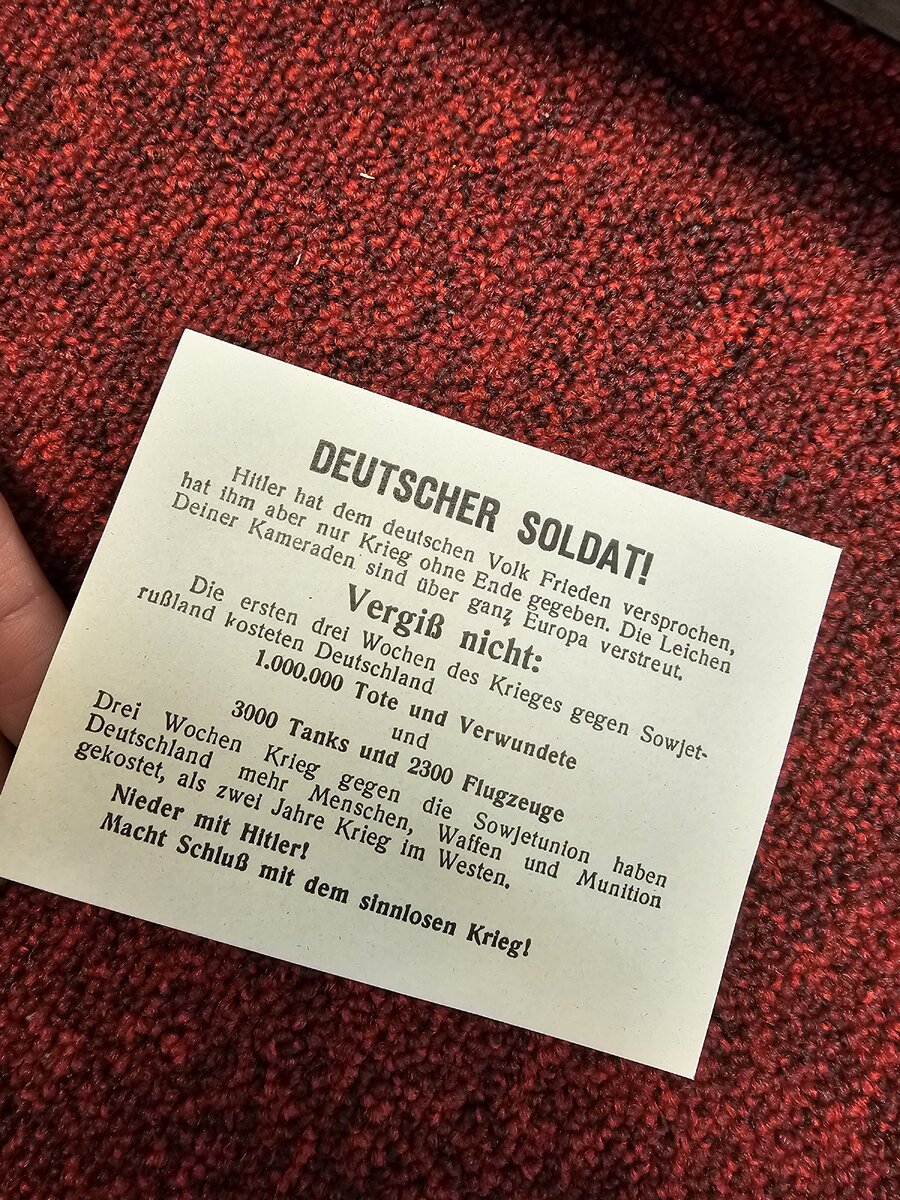 DEUTSCHER SOLDAT!
Hitler hat dem deutschen Volk Frieden versprochen,
hat ihm aber nur Krieg ohne Ende gegeben. Die Leichen
Deiner Kameraden sind über ganz Europa verstreut.
Vergiß nicht:
Die ersten drei Wochen des Krieges gegen Sowjet-
rußland kosteten Deutschland
1.000.000 Tote und Verwundete
und
3000 Tanks und 2300 Flugzeuge
Drei Wochen Krieg gegen die Sowjetunion haben
Deutschland mehr Menschen, Waffen und Munition
gekostet, als zwei Jahre Krieg im Westen.
Nieder mit Hitler!
Macht Schluß mit dem sinnlosen Krieg!